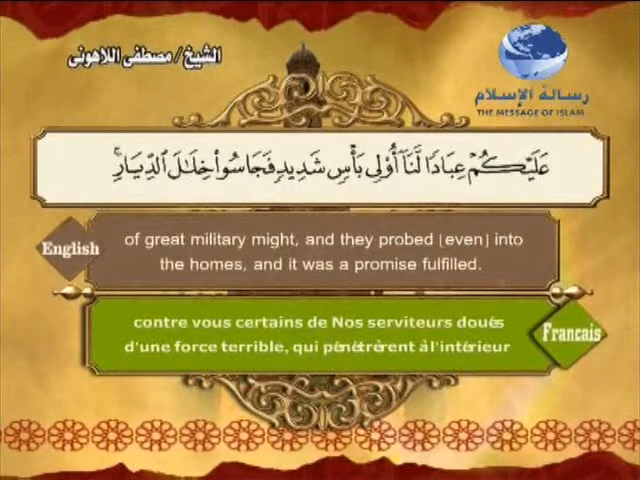 الشيخ / مصطفى اللاهونى
رسالة الإسلام
THE MESSAGE OF ISLAM
عَلَيْكُمْ عِبَادًا لَّنَآ أُو۟لِى بَأْسٍ شَدِيدٍ فَجَاسُوا۟ خِلَٰلَ ٱلدِّيَارِ ۚ
English
of great military might, and they probed [even] into
the homes, and it was a promise fulfilled.
contre vous certains de Nos serviteurs doués
d'une force terrible, qui pénétrèrent à l'intérieur
Francais